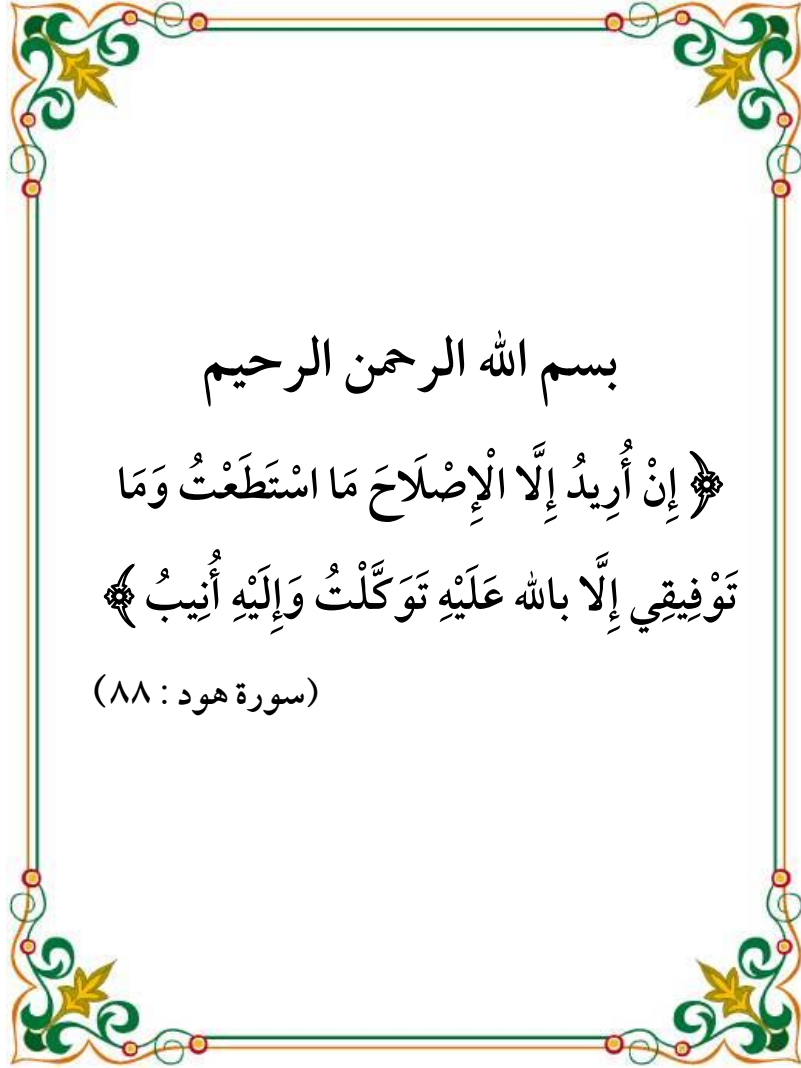 بسم الله الرحمن الرحيم
﴿ إِنْ أُرِيدُ إِلَّا الْإِصْلَاحَ مَا اسْتَطَعْتُ وَمَا
تَوْفِيقِي إِلَّا بالله عَلَيْهِ تَوَكَّلْتُ وَإِلَيْهِ أُنِيبُ ﴾
(سورة هود : ٨٨)